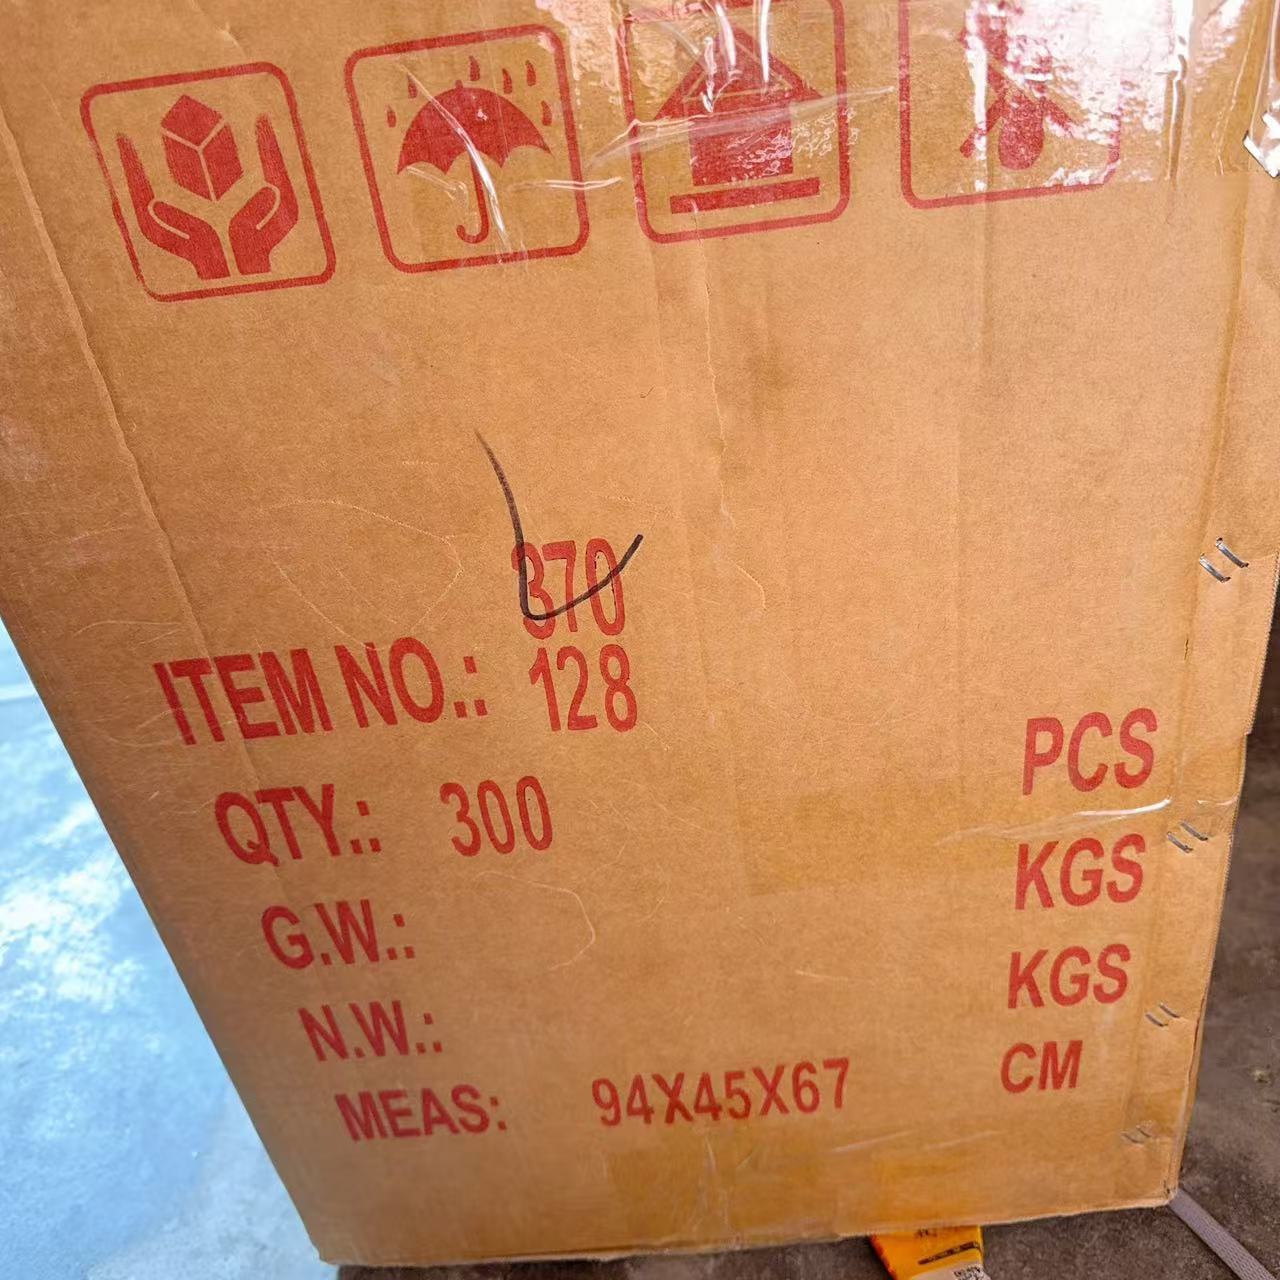 370
ITEM NO.: 128
QTY.: 300 PCS
G.W.: KGS
N.W.: KGS
MEAS: 94X45X67 CM